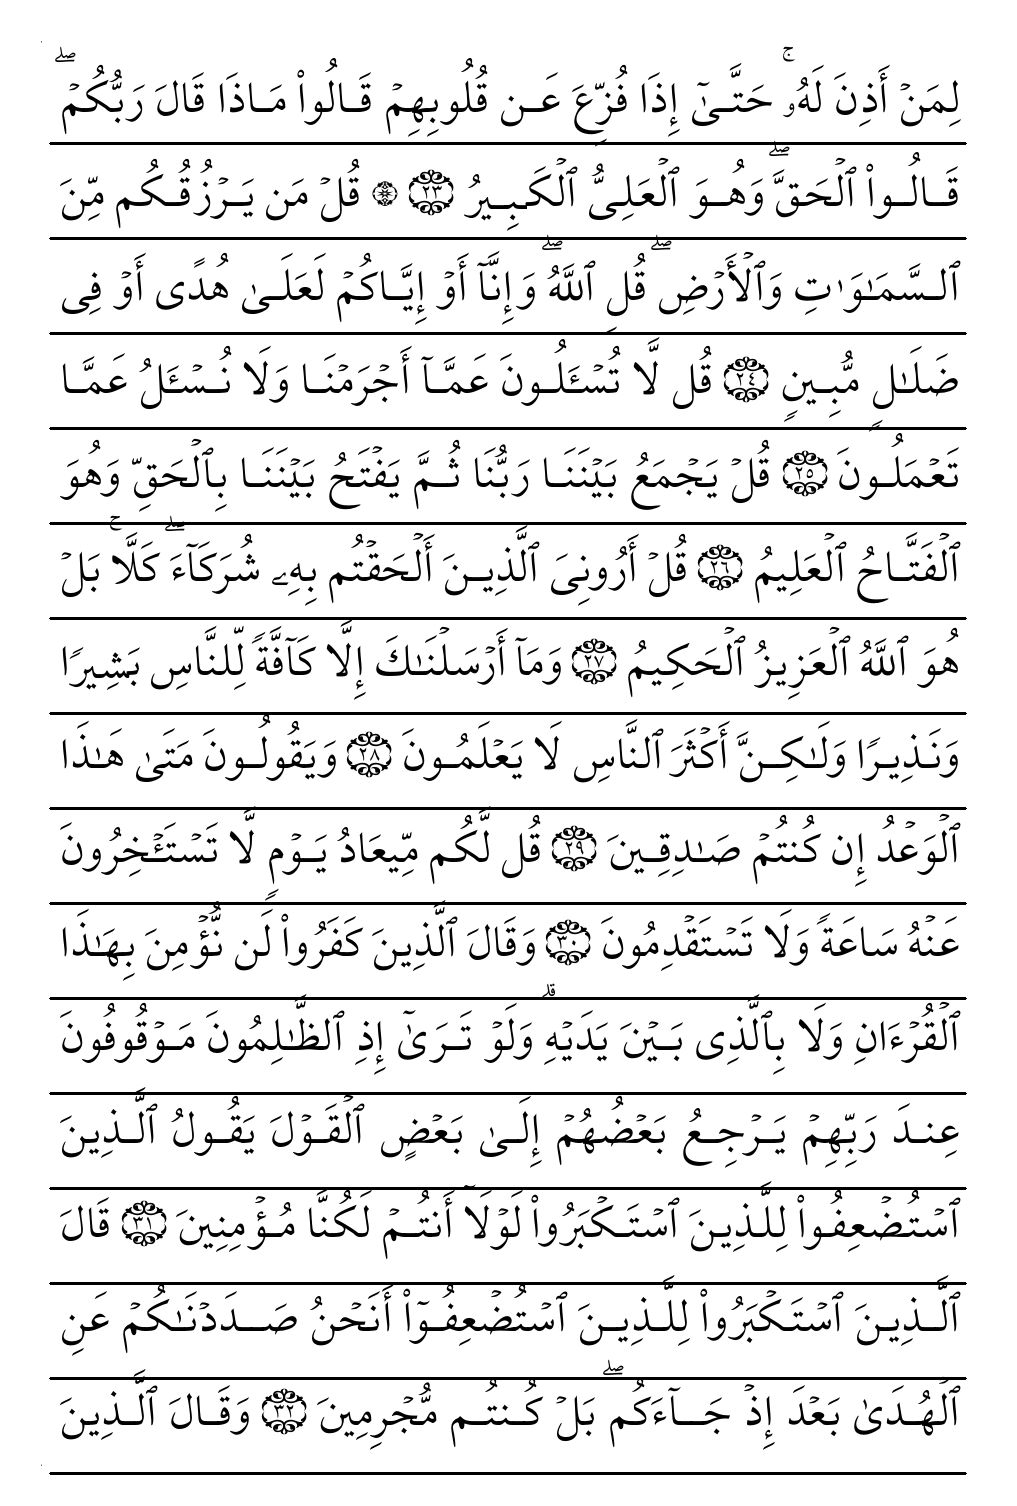 لِمَنۡ أَذِنَ لَهُۥۚ حَتَّىٰٓ إِذَا فُزِّعَ عَن قُلُوبِهِمۡ قَالُواْ مَاذَا قَالَ رَبُّكُمۡۖ
قَالُواْ ٱلۡحَقَّۖ وَهُوَ ٱلۡعَلِيُّ ٱلۡكَبِيرُ ٢٣ ۞ قُلۡ مَن يَرۡزُقُكُم مِّنَ
ٱلسَّمَٰوَٰتِ وَٱلۡأَرۡضِۖ قُلِ ٱللَّهُۖ وَإِنَّآ أَوۡ إِيَّاكُمۡ لَعَلَىٰ هُدًى أَوۡ فِي
ضَلَٰلٖ مُّبِينٖ ٢٤ قُل لَّا تُسۡـَٔلُونَ عَمَّآ أَجۡرَمۡنَا وَلَا نُسۡـَٔلُ عَمَّا
تَعۡمَلُونَ ٢٥ قُلۡ يَجۡمَعُ بَيۡنَنَا رَبُّنَا ثُمَّ يَفۡتَحُ بَيۡنَنَا بِٱلۡحَقِّ وَهُوَ
ٱلۡفَتَّاحُ ٱلۡعَلِيمُ ٢٦ قُلۡ أَرُونِيَ ٱلَّذِينَ أَلۡحَقۡتُم بِهِۦ شُرَكَآءَۖ كَلَّاۚ بَلۡ
هُوَ ٱللَّهُ ٱلۡعَزِيزُ ٱلۡحَكِيمُ ٢٧ وَمَآ أَرۡسَلۡنَٰكَ إِلَّا كَآفَّةٗ لِّلنَّاسِ بَشِيرٗا
وَنَذِيرٗا وَلَٰكِنَّ أَكۡثَرَ ٱلنَّاسِ لَا يَعۡلَمُونَ ٢٨ وَيَقُولُونَ مَتَىٰ هَٰذَا
ٱلۡوَعۡدُ إِن كُنتُمۡ صَٰدِقِينَ ٢٩ قُل لَّكُم مِّيعَادُ يَوۡمٖ لَّا تَسۡتَـٔۡخِرُونَ
عَنۡهُ سَاعَةٗ وَلَا تَسۡتَقۡدِمُونَ ٣٠ وَقَالَ ٱلَّذِينَ كَفَرُواْ لَن نُّؤۡمِنَ بِهَٰذَا
ٱلۡقُرۡءَانِ وَلَا بِٱلَّذِي بَيۡنَ يَدَيۡهِۗ وَلَوۡ تَرَىٰٓ إِذِ ٱلظَّٰلِمُونَ مَوۡقُوفُونَ
عِندَ رَبِّهِمۡ يَرۡجِعُ بَعۡضُهُمۡ إِلَىٰ بَعۡضٍ ٱلۡقَوۡلَ يَقُولُ ٱلَّذِينَ
ٱسۡتُضۡعِفُواْ لِلَّذِينَ ٱسۡتَكۡبَرُواْ لَوۡلَآ أَنتُمۡ لَكُنَّا مُؤۡمِنِينَ ٣١ قَالَ
ٱلَّذِينَ ٱسۡتَكۡبَرُواْ لِلَّذِينَ ٱسۡتُضۡعِفُوٓاْ أَنَحۡنُ صَدَدۡنَٰكُمۡ عَنِ
ٱلۡهُدَىٰ بَعۡدَ إِذۡ جَآءَكُمۖ بَلۡ كُنتُم مُّجۡرِمِينَ ٣٢ وَقَالَ ٱلَّذِينَ